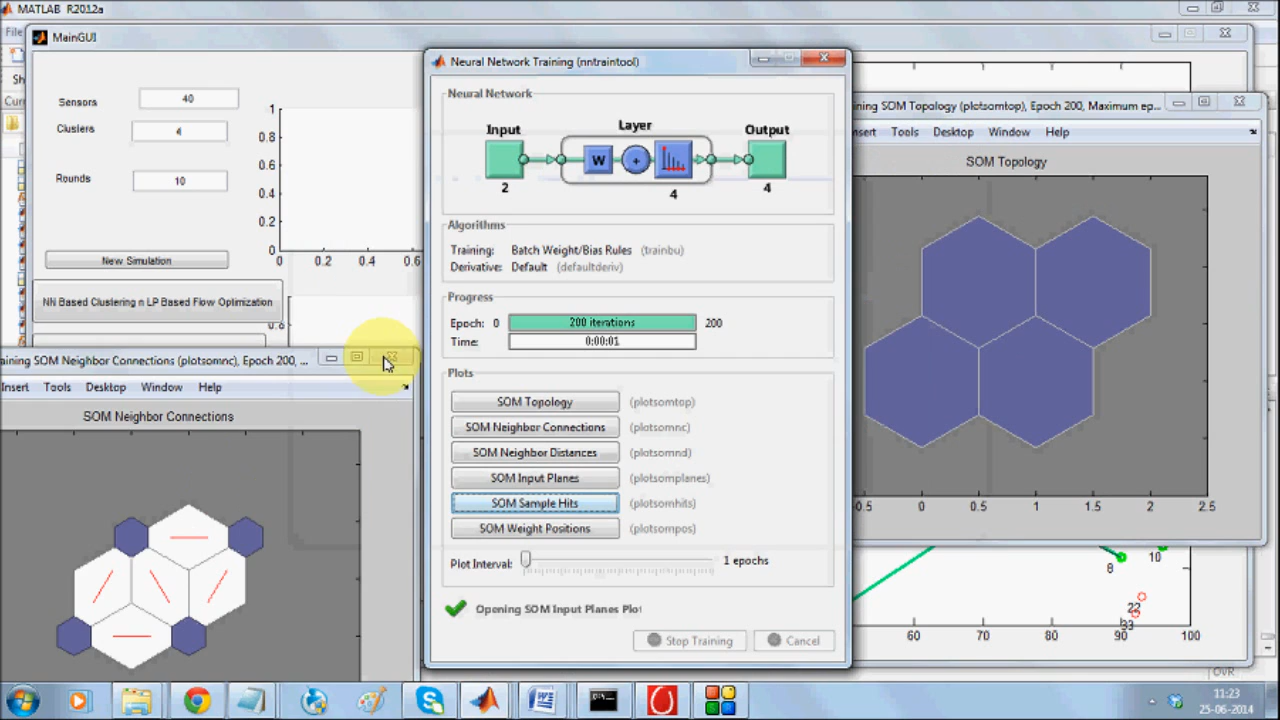 MATLAB R2012a
File
MainGUI
Sh
Curr
Sensors
40
Clusters
4
Rounds
10
1
0.8
0.6
0.4
0.2
0
0
0.2
0.4
0.6
New Simulation
NN Based Clustering n LP Based Flow Optimization
0.8
aining SOM Neighbor Connections (plotsomnc), Epoch 200, ...
Insert Tools Desktop Window Help
SOM Neighbor Connections
Neural Network Training (nntraintool)
Neural Network
Input
Layer
Output
W
+
2
4
4
Algorithms
Training: Batch Weight/Bias Rules (trainbu)
Derivative: Default (defaultderiv)
Progress
Epoch: 0 200 iterations 200
Time: 0:00:01
Plots
SOM Topology (plotsomtop)
SOM Neighbor Connections (plotsomnc)
SOM Neighbor Distances (plotsomnd)
SOM Input Planes (plotsomplanes)
SOM Sample Hits (plotsomhits)
SOM Weight Positions (plotsompos)
Plot Interval: 1 epochs
Opening SOM Input Planes Plot
Stop Training Cancel
ining SOM Topology (plotsomtop), Epoch 200, Maximum ep...
nsert Tools Desktop Window Help
SOM Topology
0.5 0 0.5 1 1.5 2 2.5
8
10
22
33
60 70 80 90 100
OVR
11:23
25-06-2014